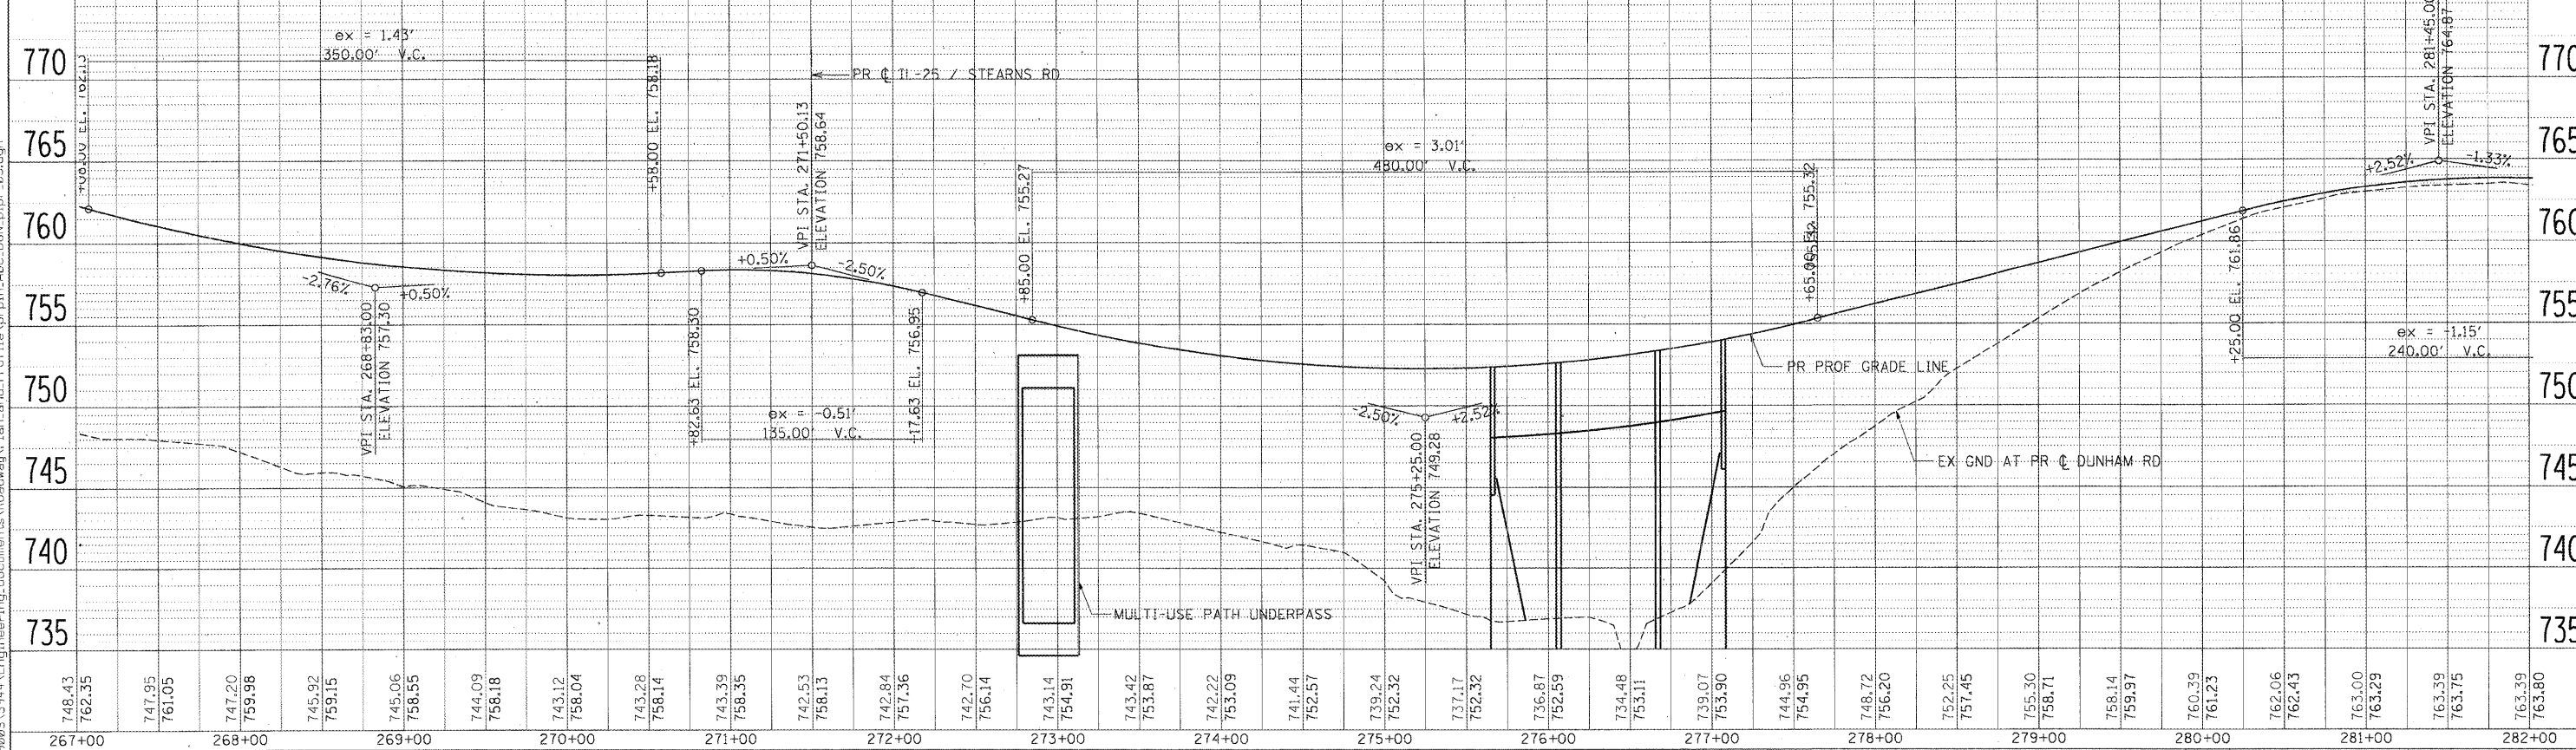 770
765
760
755
750
745
740
735
ex = 1.43'
350.00' V.C.
+58.00 EL. 758.18
PR ℄ IL-25 / STEARNS RD
VPI STA. 271+50.13
ELEVATION 758.64
+0.50%
-2.50%
-2.76%
+0.50%
VPI STA. 268+83.00
ELEVATION 757.30
+82.63 EL. 758.30
+17.63 EL. 756.95
ex = -0.51'
135.00' V.C.
+85.00 EL. 755.27
ex = 3.01'
480.00' V.C.
MULTI-USE PATH UNDERPASS
-2.50%
+2.52%
VPI STA. 275+25.00
ELEVATION 749.28
755.32
PR PROF GRADE LINE
EX GND AT PR ℄ DUNHAM RD
+25.00 EL. 761.86
ex = -1.15'
240.00' V.C.
+2.52%
-1.33%
VPI STA. 281+45.00
ELEVATION 764.87
770
765
760
755
750
745
740
735
748.43 762.35
747.95 761.05
747.20 759.98
745.92 759.15
745.06 758.55
744.09 758.18
743.12 758.04
743.28 758.14
743.39 758.35
742.53 758.13
742.84 757.36
742.70 756.14
743.14 754.91
743.42 753.87
742.22 753.09
741.44 752.57
739.24 752.32
737.17 752.32
736.87 752.59
734.48 753.11
739.07 753.90
744.96 754.95
748.72 756.20
752.25 757.45
755.30 758.71
758.14 759.97
760.39 761.23
762.06 762.43
763.00 763.29
763.39 763.75
763.39 763.80
267+00
268+00
269+00
270+00
271+00
272+00
273+00
274+00
275+00
276+00
277+00
278+00
279+00
280+00
281+00
282+00